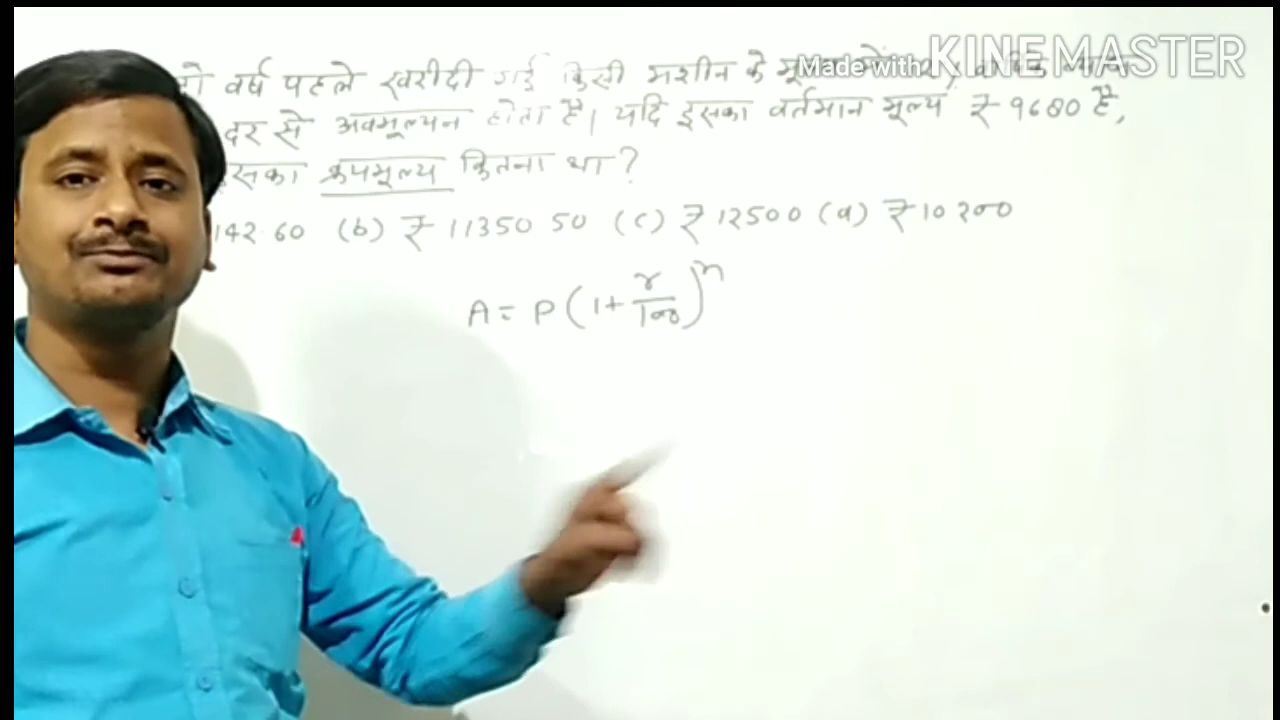 वर्ष पहले खरीदी गई किसी मशीन के
Made with KINEMASTER
दर से अवमूल्यन होता है। यदि इसका वर्तमान मूल्य ₹ 9680 है,
क्रयमूल्य कितना था?
142.60 (b) ₹ 11350 50 (c) ₹ 12500 (d) ₹ 10200
A = P (1 + r/100)^n